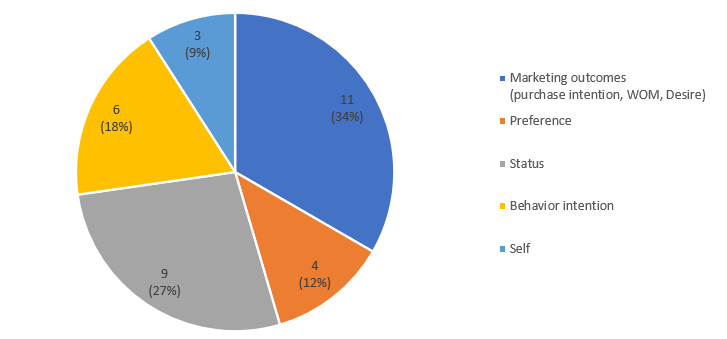 3
(9%)
11
(34%)
6
(18%)
9
(27%)
4
(12%)
Marketing outcomes
(purchase intention, WOM, Desire)
Preference
Status
Behavior intention
Self